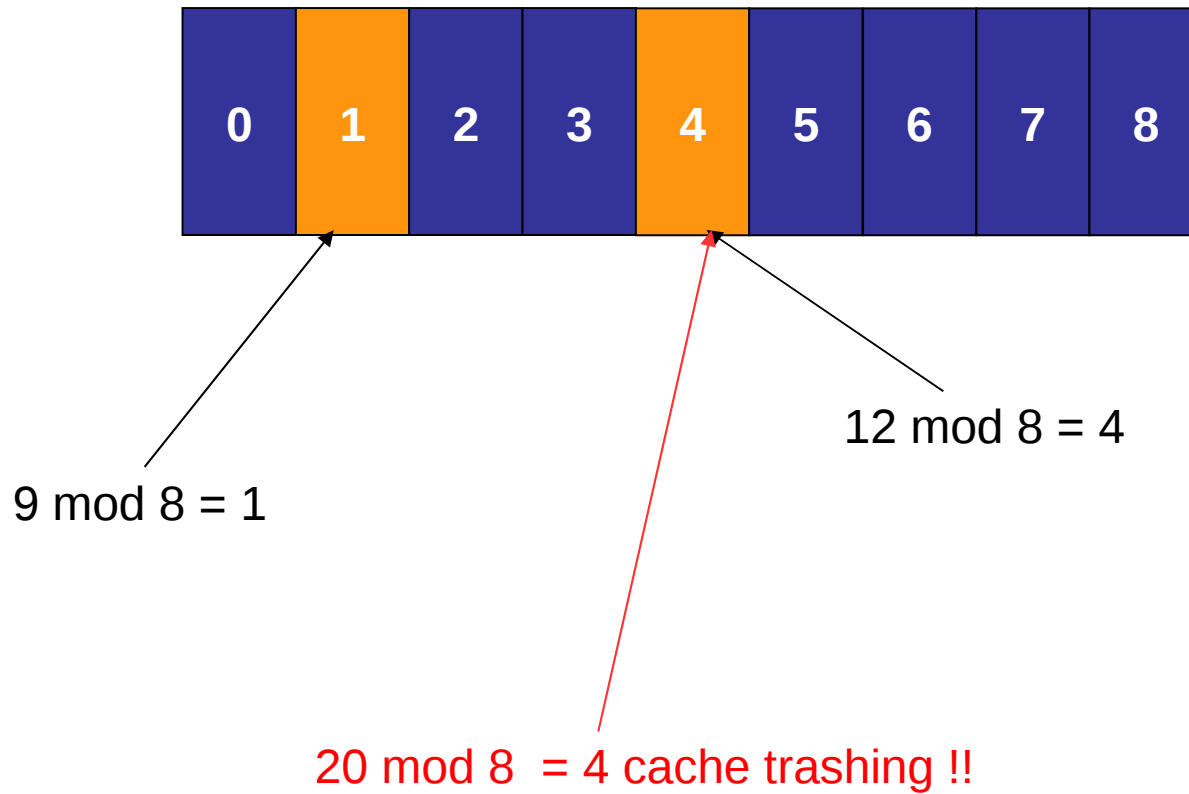 0 1 2 3 4 5 6 7 8
12 mod 8 = 4
9 mod 8 = 1
20 mod 8  = 4 cache trashing !!